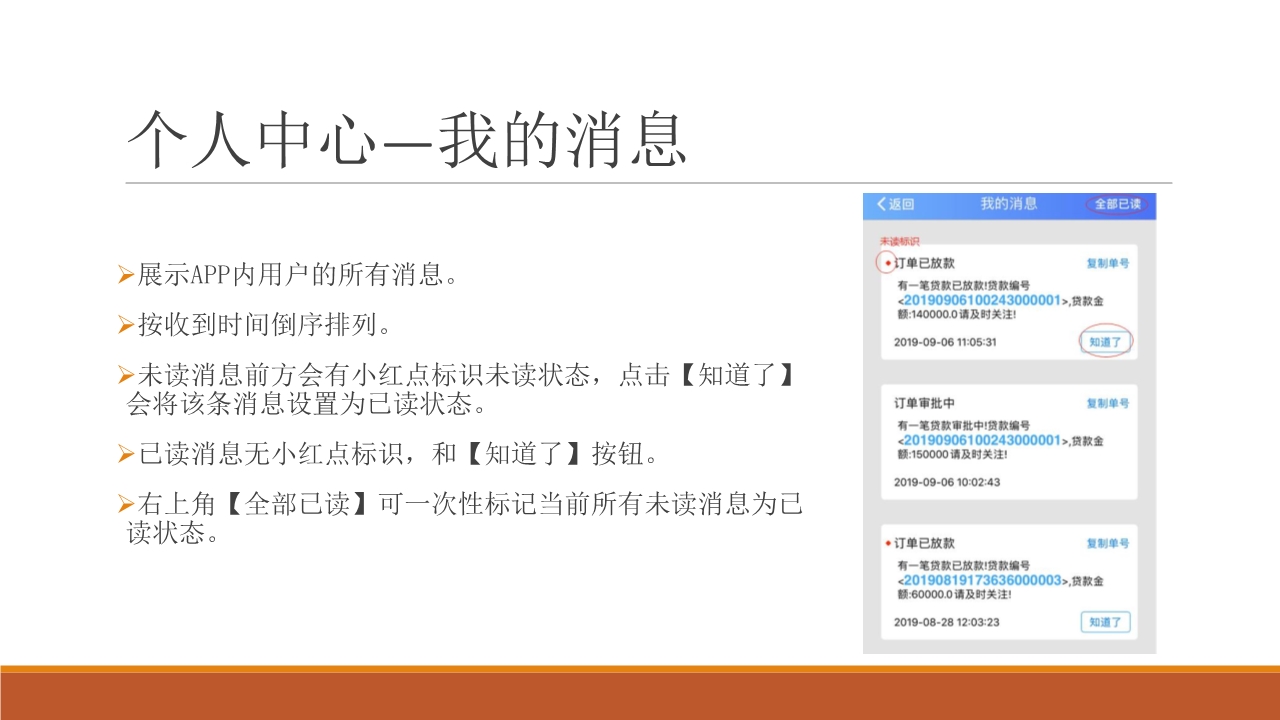 个人中心—我的消息
展示APP内用户的所有消息。
按收到时间倒序排列。
未读消息前方会有小红点标识未读状态，点击【知道了】
会将该条消息设置为已读状态。
已读消息无小红点标识，和【知道了】按钮。
右上角【全部已读】可一次性标记当前所有未读消息为已
读状态。
返回 我的消息 全部已读
未读标识
订单已放款 复制单号
有一笔贷款已放款!贷款编号
<20190906100243000001>,贷款金
额:140000.0请及时关注!
2019-09-06 11:05:31 知道了
订单审批中 复制单号
有一笔贷款审批中!贷款编号
<20190906100243000001>,贷款金
额:150000请及时关注!
2019-09-06 10:02:43
订单已放款 复制单号
有一笔贷款已放款!贷款编号
<20190819173636000003>,贷款金
额:60000.0请及时关注!
2019-08-28 12:03:23 知道了